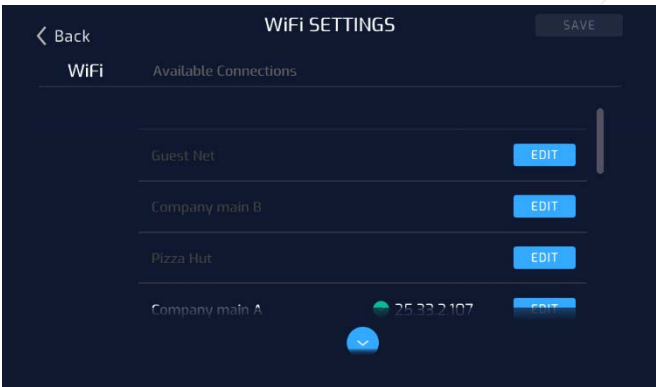 Back
WiFi SETTINGS
SAVE
WiFi
Available Connections
Guest Net EDIT
Company main B EDIT
Pizza Hut EDIT
Company main A 25.33.2.107 EDIT